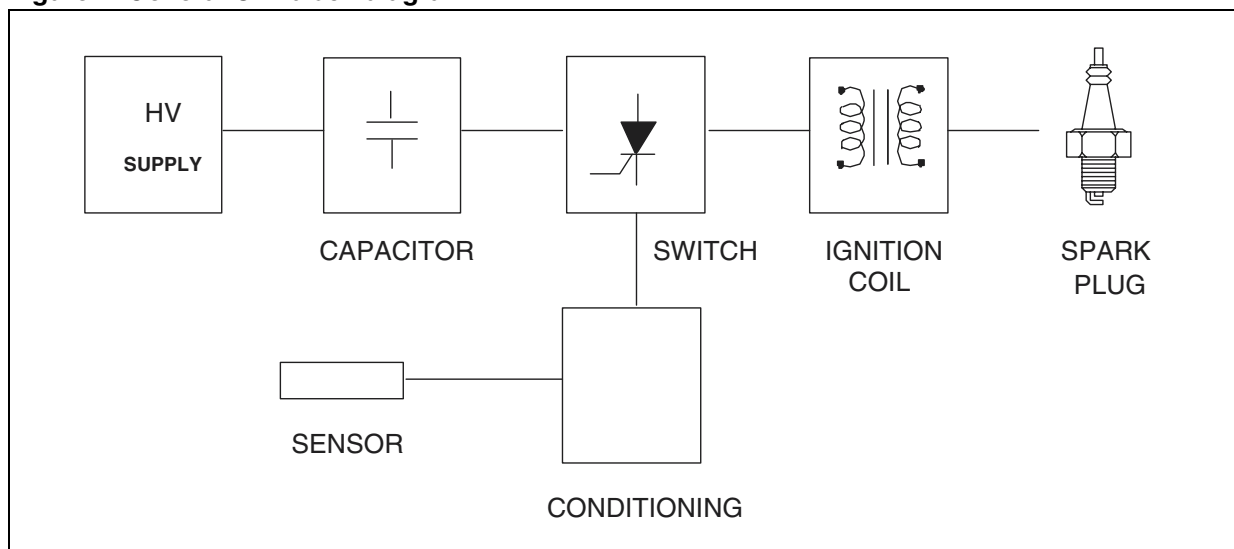 HV
SUPPLY
CAPACITOR
SWITCH
IGNITION
COIL
SPARK
PLUG
SENSOR
CONDITIONING